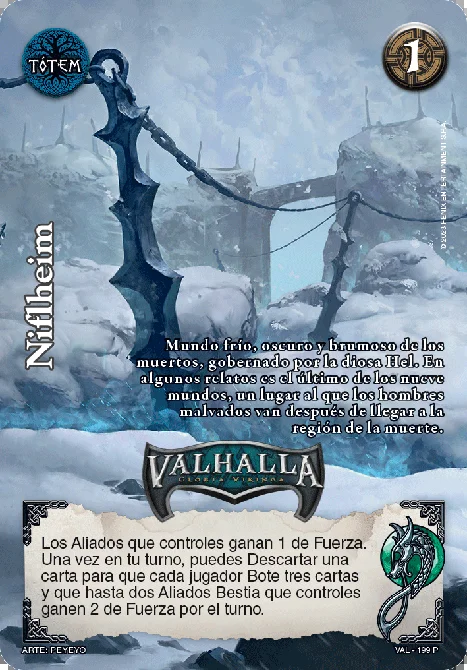 TÓTEM
1
© 2023 FENIX ENTERTAINMENT S.P.A.
Niflheim
Mundo frío, oscuro y brumoso de los
muertos, gobernado por la diosa Hel. En
algunos relatos es el último de los nueve
mundos, un lugar al que los hombres
malvados van después de llegar a la
región de la muerte.
VALHALLA
GLORIA VIKINGA
Los Aliados que controles ganan 1 de Fuerza.
Una vez en tu turno, puedes Descartar una
carta para que cada jugador Bote tres cartas
y que hasta dos Aliados Bestia que controles
ganen 2 de Fuerza por el turno.
ARTE: PEYEYO
VAL - 199 P